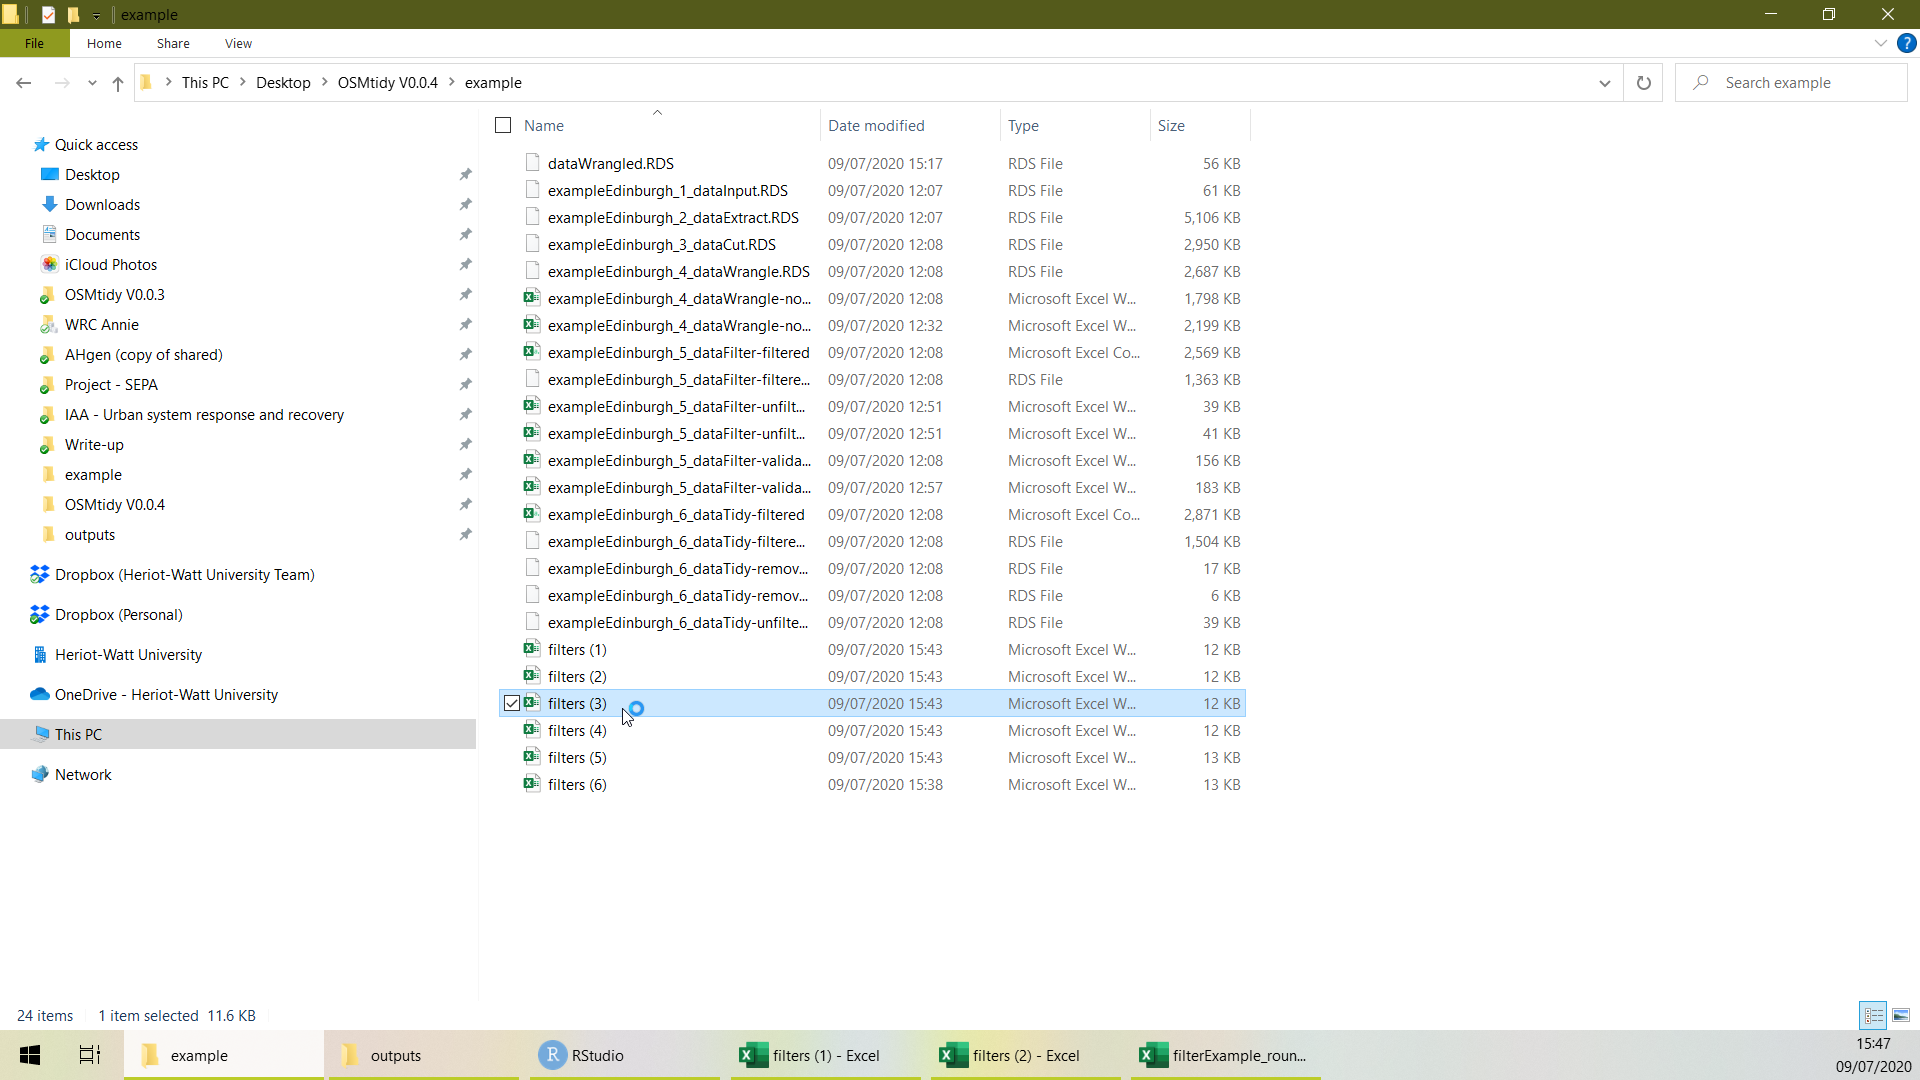 example
File Home Share View
This PC Desktop OSMtidy V0.0.4 example Search example
Name Date modified Type Size
Quick access
Desktop
Downloads
Documents
iCloud Photos
OSMtidy V0.0.3
WRC Annie
AHgen (copy of shared)
Project - SEPA
IAA - Urban system response and recovery
Write-up
example
OSMtidy V0.0.4
outputs
Dropbox (Heriot-Watt University Team)
Dropbox (Personal)
Heriot-Watt University
OneDrive - Heriot-Watt University
This PC
Network
dataWrangled.RDS 09/07/2020 15:17 RDS File 56 KB
exampleEdinburgh_1_dataInput.RDS 09/07/2020 12:07 RDS File 61 KB
exampleEdinburgh_2_dataExtract.RDS 09/07/2020 12:07 RDS File 5,106 KB
exampleEdinburgh_3_dataCut.RDS 09/07/2020 12:08 RDS File 2,950 KB
exampleEdinburgh_4_dataWrangle.RDS 09/07/2020 12:08 RDS File 2,687 KB
exampleEdinburgh_4_dataWrangle-no... 09/07/2020 12:08 Microsoft Excel W... 1,798 KB
exampleEdinburgh_4_dataWrangle-no... 09/07/2020 12:32 Microsoft Excel W... 2,199 KB
exampleEdinburgh_5_dataFilter-filtered 09/07/2020 12:08 Microsoft Excel Co... 2,569 KB
exampleEdinburgh_5_dataFilter-filtere... 09/07/2020 12:08 RDS File 1,363 KB
exampleEdinburgh_5_dataFilter-unfilt... 09/07/2020 12:51 Microsoft Excel W... 39 KB
exampleEdinburgh_5_dataFilter-unfilt... 09/07/2020 12:51 Microsoft Excel W... 41 KB
exampleEdinburgh_5_dataFilter-valida... 09/07/2020 12:08 Microsoft Excel W... 156 KB
exampleEdinburgh_5_dataFilter-valida... 09/07/2020 12:57 Microsoft Excel W... 183 KB
exampleEdinburgh_6_dataTidy-filtered 09/07/2020 12:08 Microsoft Excel Co... 2,871 KB
exampleEdinburgh_6_dataTidy-filtere... 09/07/2020 12:08 RDS File 1,504 KB
exampleEdinburgh_6_dataTidy-remov... 09/07/2020 12:08 RDS File 17 KB
exampleEdinburgh_6_dataTidy-remov... 09/07/2020 12:08 RDS File 6 KB
exampleEdinburgh_6_dataTidy-unfilte... 09/07/2020 12:08 RDS File 39 KB
filters (1) 09/07/2020 15:43 Microsoft Excel W... 12 KB
filters (2) 09/07/2020 15:43 Microsoft Excel W... 12 KB
filters (3) 09/07/2020 15:43 Microsoft Excel W... 12 KB
filters (4) 09/07/2020 15:43 Microsoft Excel W... 12 KB
filters (5) 09/07/2020 15:43 Microsoft Excel W... 13 KB
filters (6) 09/07/2020 15:38 Microsoft Excel W... 13 KB
24 items 1 item selected 11.6 KB
example outputs R RStudio filters (1) - Excel filters (2) - Excel filterExample_roun...
15:47
09/07/2020